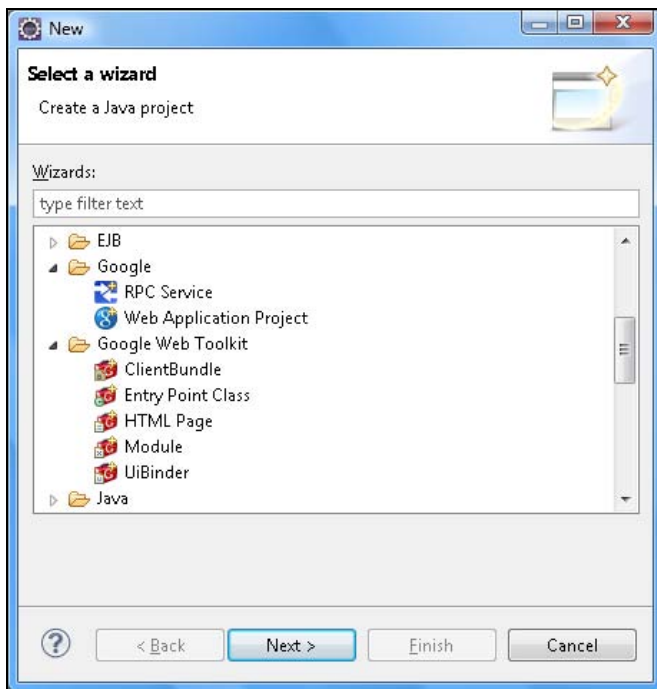 New
Select a wizard
Create a Java project
Wizards:
type filter text
EJB
Google
RPC Service
Web Application Project
Google Web Toolkit
ClientBundle
Entry Point Class
HTML Page
Module
UiBinder
Java
? < Back Next > Finish Cancel